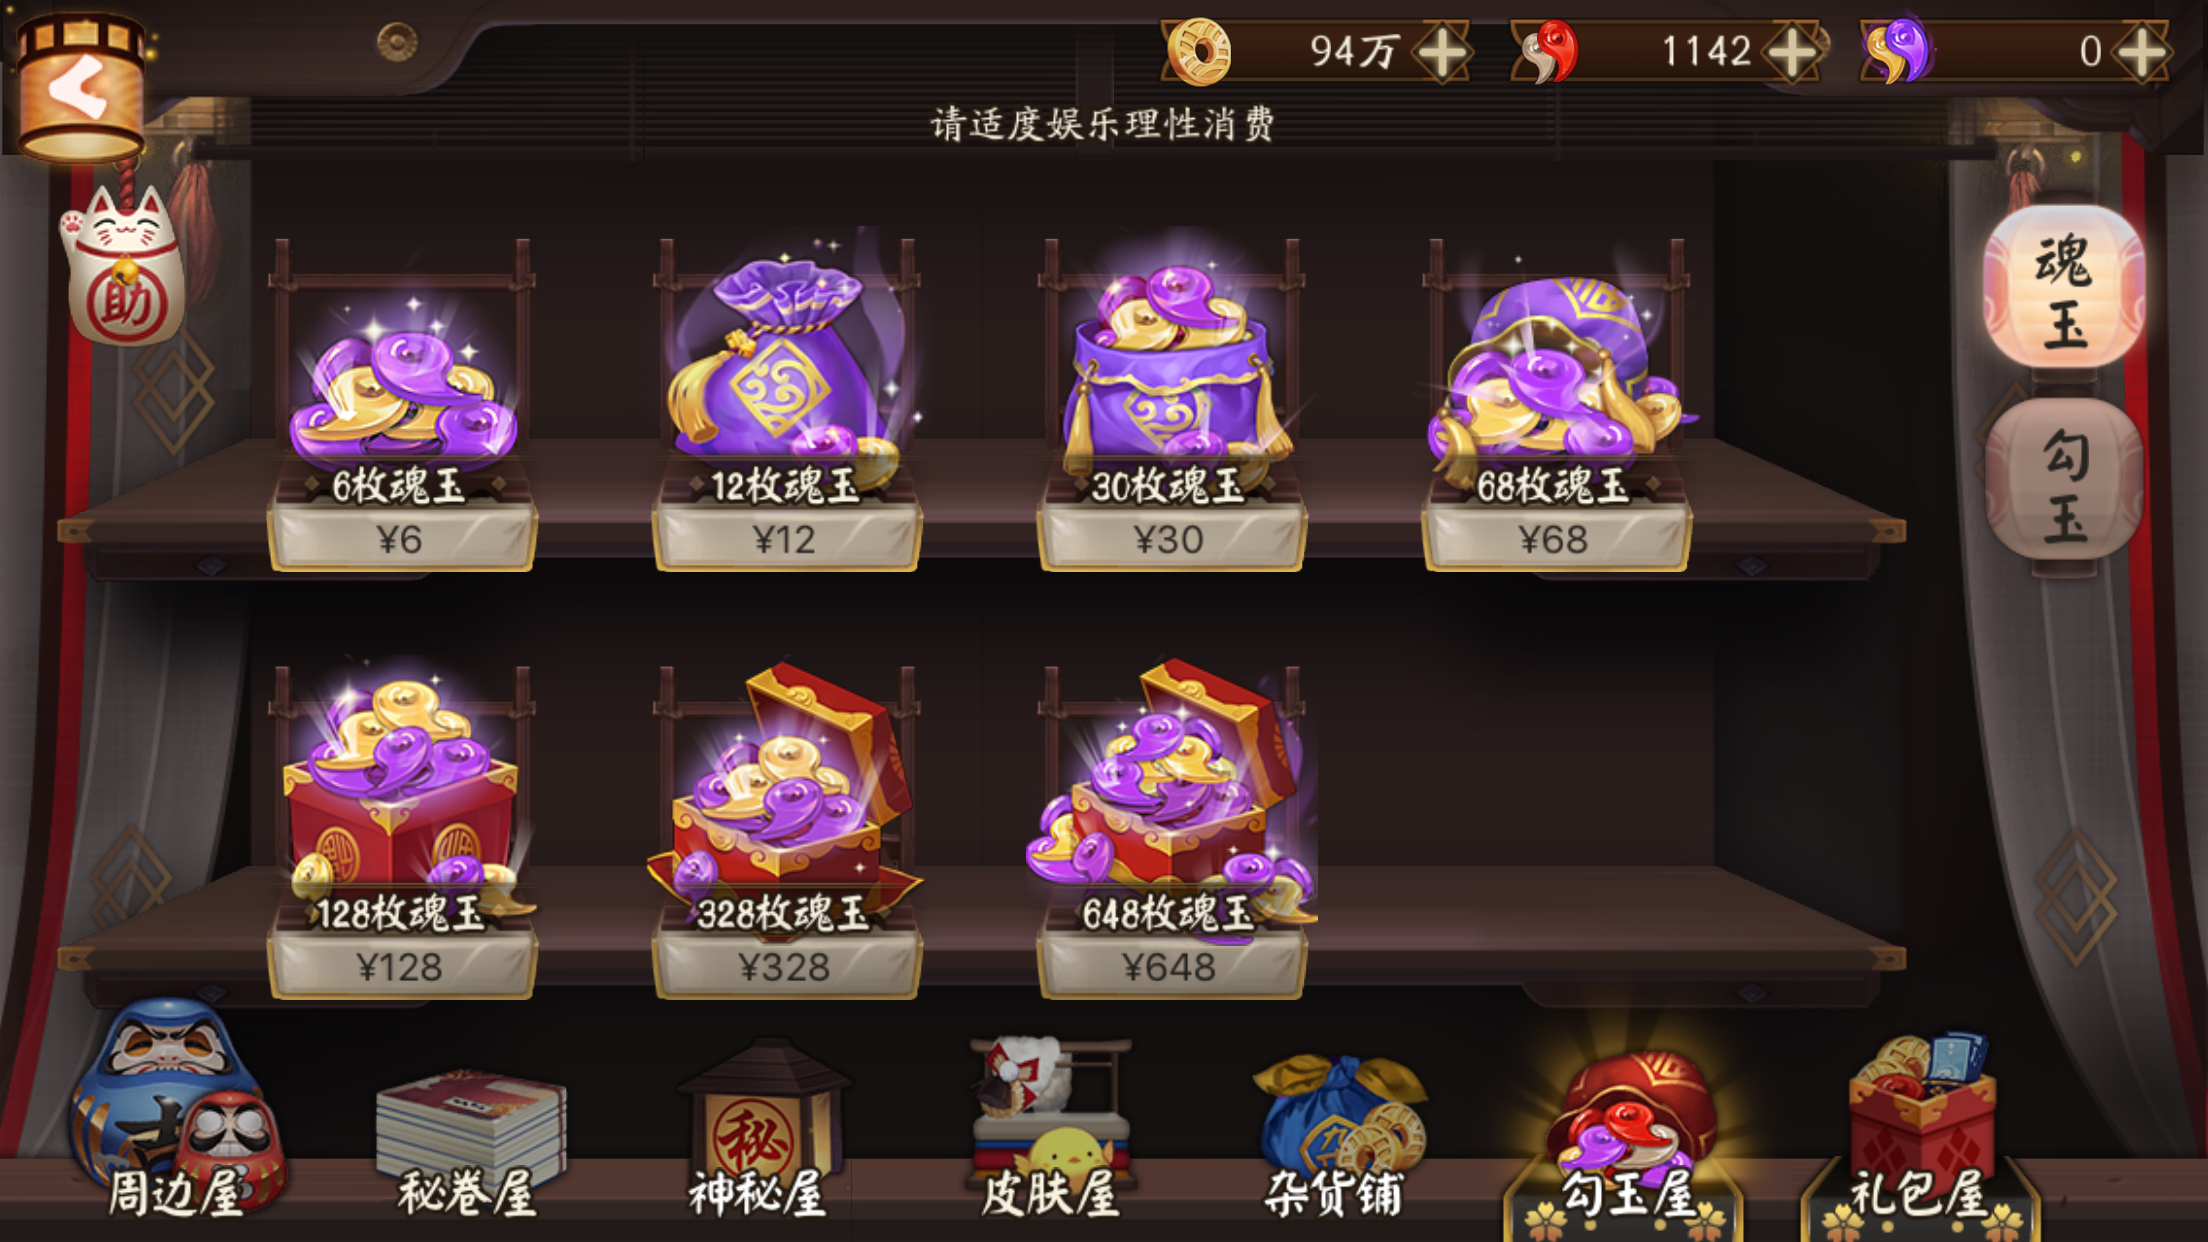 94万
1142
0
请适度娱乐理性消费
助
魂玉
勾玉
6枚魂玉
¥6
12枚魂玉
¥12
30枚魂玉
¥30
68枚魂玉
¥68
128枚魂玉
¥128
328枚魂玉
¥328
648枚魂玉
¥648
秘
周边屋
秘卷屋
神秘屋
皮肤屋
杂货铺
勾玉屋
礼包屋